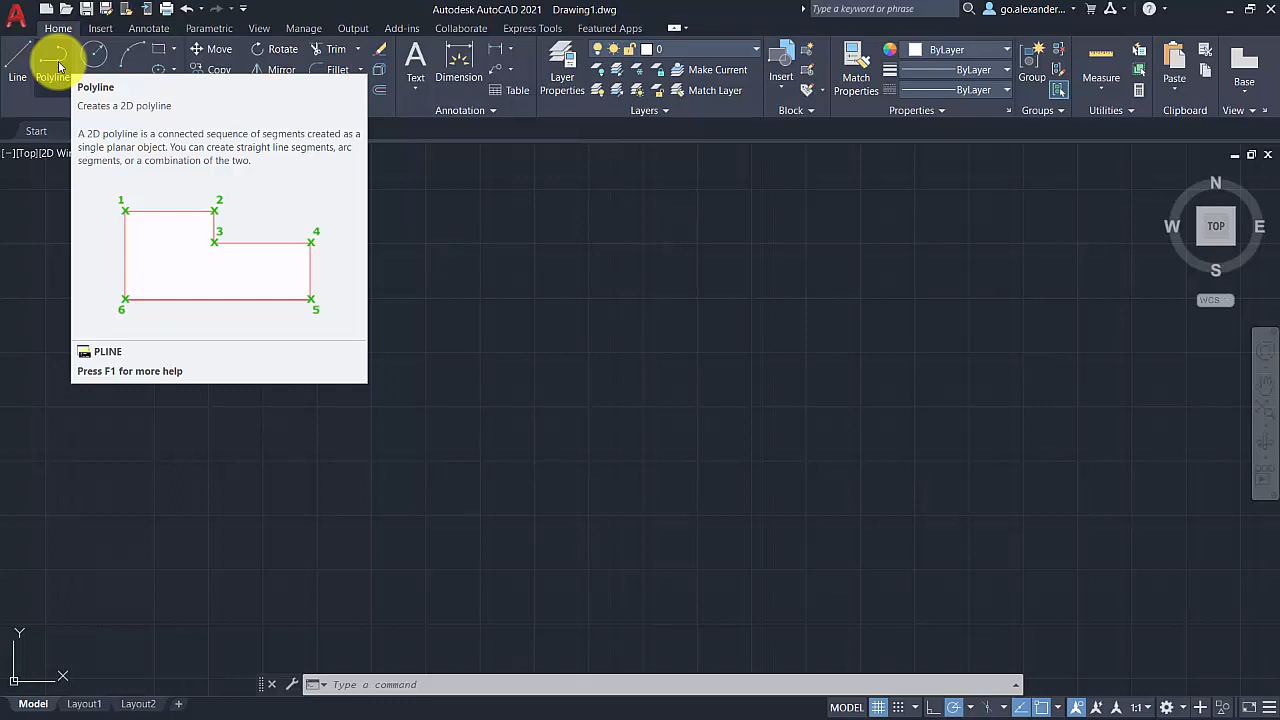 Autodesk AutoCAD 2021 Drawing1.dwg
Type a keyword or phrase
go.alexander...
Home Insert Annotate Parametric View Manage Output Add-ins Collaborate Express Tools Featured Apps
Line
Polyline
Move
Rotate
Trim
Copy
Mirror
Fillet
Text
Dimension
Table
Annotation
Layer
Properties
0
Make Current
Match Layer
Layers
Insert
Block
Match
Properties
ByLayer
ByLayer
ByLayer
Properties
Group
Groups
Measure
Utilities
Paste
Clipboard
Base
Start
[−][Top][2D Wi
Polyline
Creates a 2D polyline
A 2D polyline is a connected sequence of segments created as a
single planar object. You can create straight line segments, arc
segments, or a combination of the two.
1
2
3
4
5
6
PLINE
Press F1 for more help
N
W
TOP
E
S
WCS
Y
X
Type a command
Model Layout1 Layout2 +
MODEL
1:1